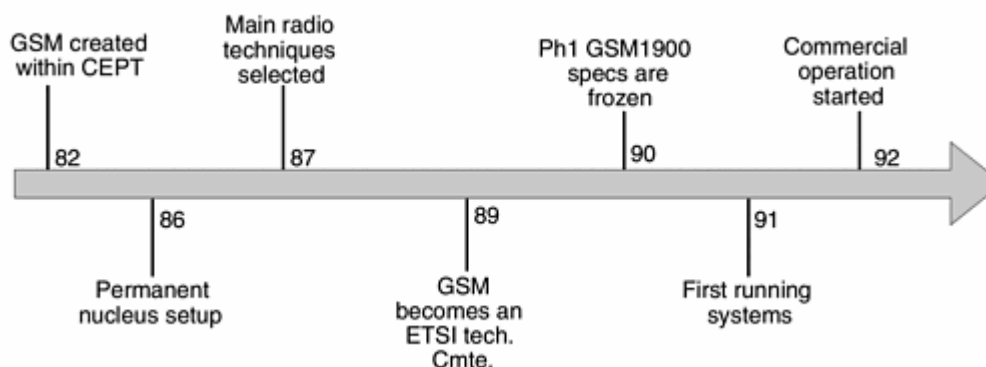 GSM created
within CEPT
82
86
Permanent
nucleus setup
Main radio
techniques
selected
87
89
GSM
becomes an
ETSI tech.
Cmte.
Ph1 GSM1900
specs are
frozen
90
91
First running
systems
Commercial
operation
started
92